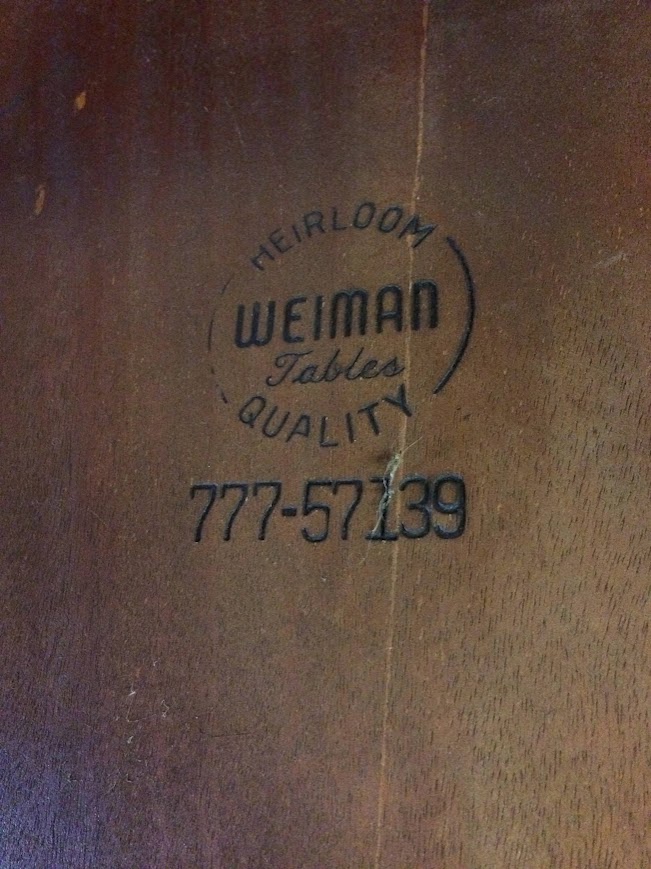 HEIRLOOM
WEIMAN
Tables
QUALITY
777-57139